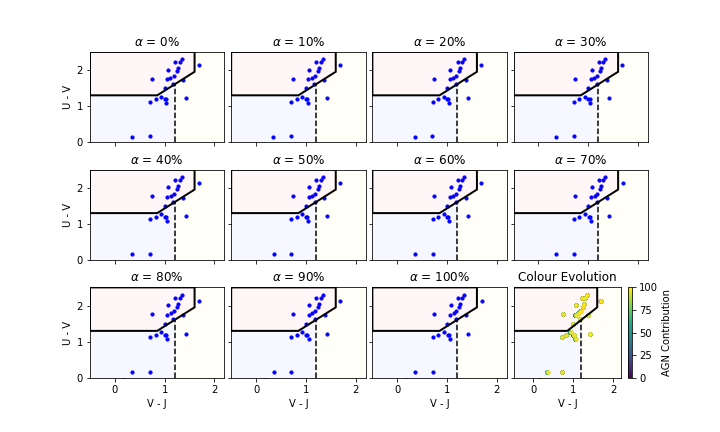 α = 0% α = 10% α = 20% α = 30%
2
1
0
U - V
α = 40% α = 50% α = 60% α = 70%
2
1
0
U - V
α = 80% α = 90% α = 100% Colour Evolution
2
1
0
U - V
0 1 2 0 1 2 0 1 2 0 1 2
V - J V - J V - J V - J
100
75
50
25
0
AGN Contribution